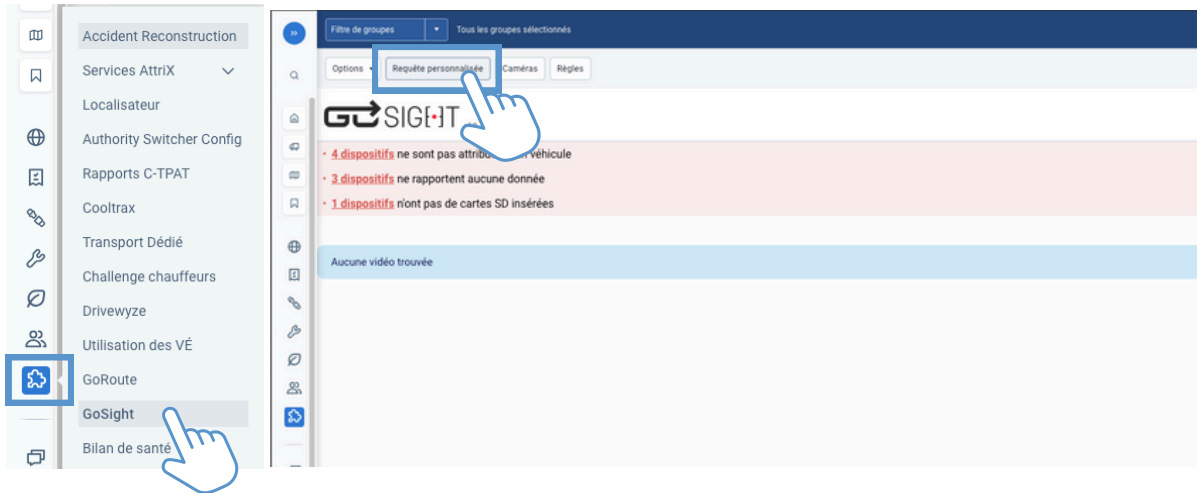 Accident Reconstruction
Services AttriX
Localisateur
Authority Switcher Config
Rapports C-TPAT
Cooltrax
Transport Dédié
Challenge chauffeurs
Drivewyze
Utilisation des VÉ
GoRoute
GoSight
Bilan de santé
Filtre de groupes
Tous les groupes sélectionnés
Options Requête personnalisée Caméras Règles
GO SIGHT
4 dispositifs ne sont pas véhicule
3 dispositifs ne rapportent aucune donnée
1 dispositifs n'ont pas de cartes SD insérées
Aucune vidéo trouvée